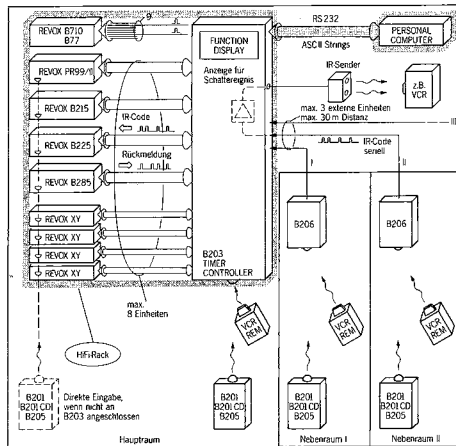 REVOX B710
B77
9
FUNCTION
DISPLAY
Anzeige für
Schaltereignis
RS 232
ASCII Strings
PERSONAL
COMPUTER
REVOX PR99/II
REVOX B215
REVOX B225
REVOX B285
REVOX XY
REVOX XY
REVOX XY
REVOX XY
IR-Code
Rückmeldung
max.
8 Einheiten
B203
TIMER
CONTROLLER
IR-Sender
z.B.
VCR
max. 3 externe Einheiten
max. 30 m Distanz
III
IR-Code
seriell
I
II
B206
B206
HiFi-Rack
VCR
REM
VCR
REM
VCR
REM
B201
B201 CD
B205
Direkte Eingabe,
wenn nicht an
B203 angeschlossen
B201
B201 CD
B205
B201
B201 CD
B205
B201
B201 CD
B205
Hauptraum
Nebenraum I
Nebenraum II